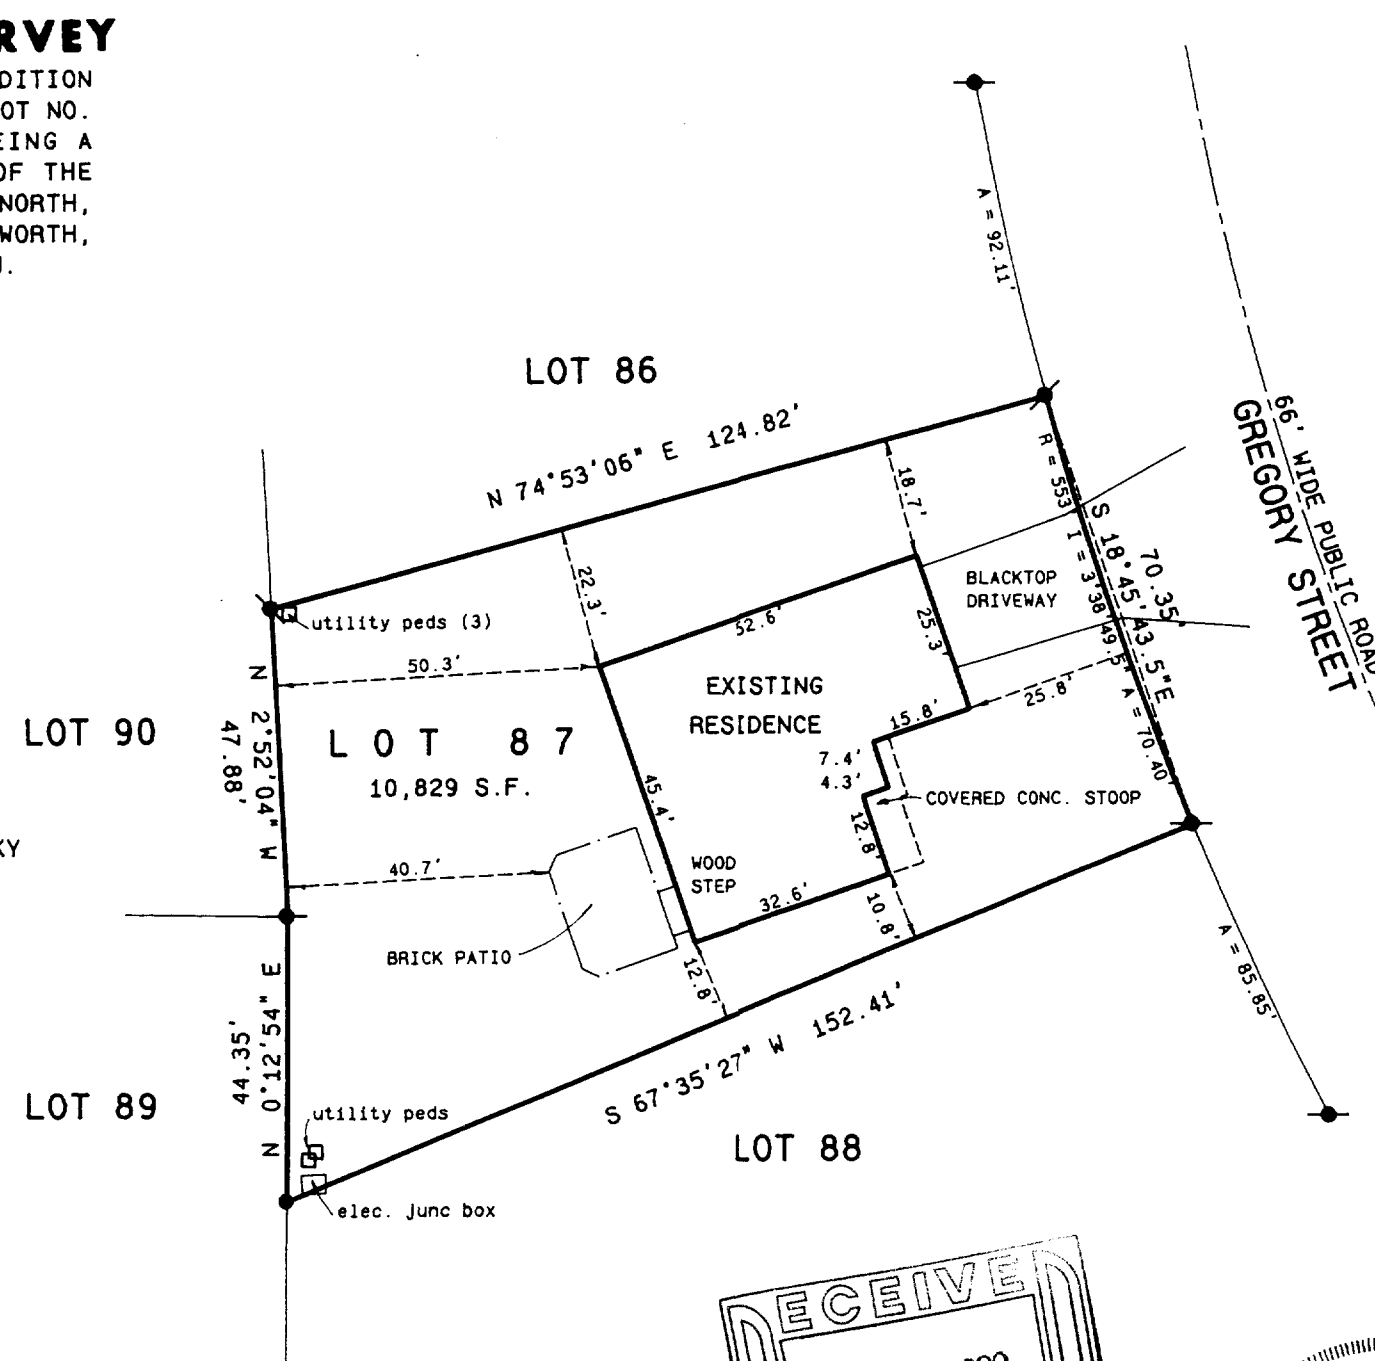 RVEY
DITION
OT NO.
EING A
OF THE
NORTH,
WORTH,
A = 92.11'
LOT 86
N 74°53'06" E 124.82'
66' WIDE PUBLIC ROAD
GREGORY STREET
R = 553
S 18°45'43.5"E
70.35'
I = 3'38'49.5"
A = 70.40'
18.7'
22.3'
BLACKTOP
DRIVEWAY
utility peds (3)
52.6'
25.3'
50.3'
EXISTING
RESIDENCE
25.8'
15.8'
LOT 90
N 2°52'04" W
47.88'
LOT 87
10,829 S.F.
7.4'
4.3'
COVERED CONC. STOOP
45.4'
12.8'
KY
40.7'
WOOD
STEP
32.6'
10.8'
BRICK PATIO
12.8'
A = 85.85'
S 67°35'27" W 152.41'
44.35'
N 0°12'54" E
LOT 89
utility peds
LOT 88
elec. junc box
RECEIVED